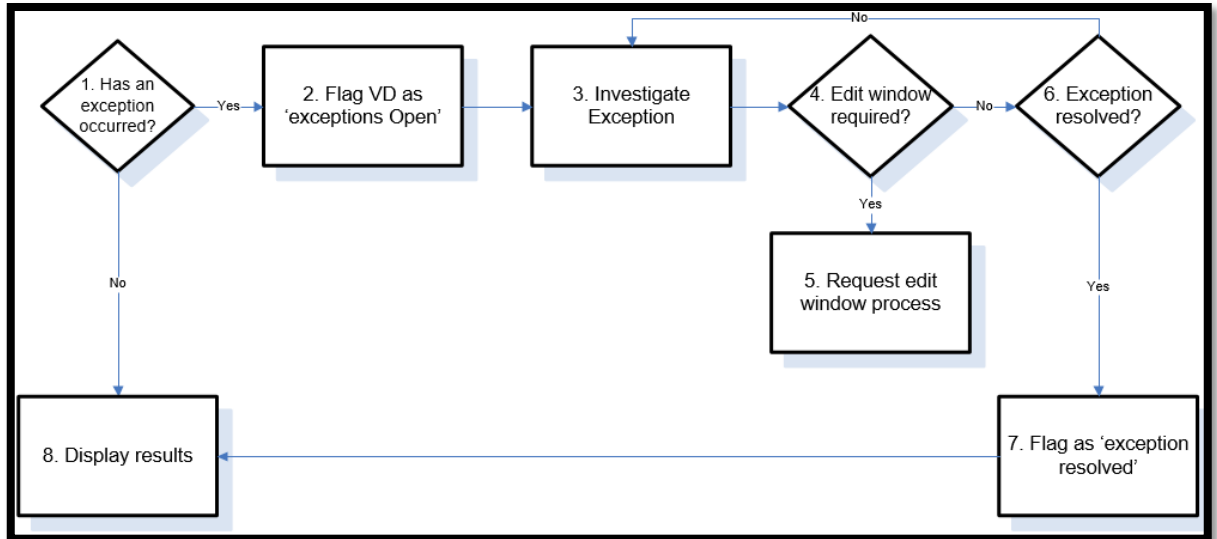 No
1. Has an
exception
occurred?
Yes
2. Flag VD as
‘exceptions Open’
3. Investigate
Exception
4. Edit window
required?
No
6. Exception
resolved?
Yes
5. Request edit
window process
No
Yes
8. Display results
7. Flag as ‘exception
resolved’